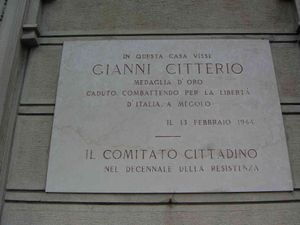 IN QUESTA CASA VISSE
GIANNI CITTERIO
MEDAGLIA D'ORO
CADUTO COMBATTENDO PER LA LIBERTÀ
D'ITALIA, A MEGOLO
IL 13 FEBBRAIO 1944
IL COMITATO CITTADINO
NEL DECENNALE DELLA RESISTENZA